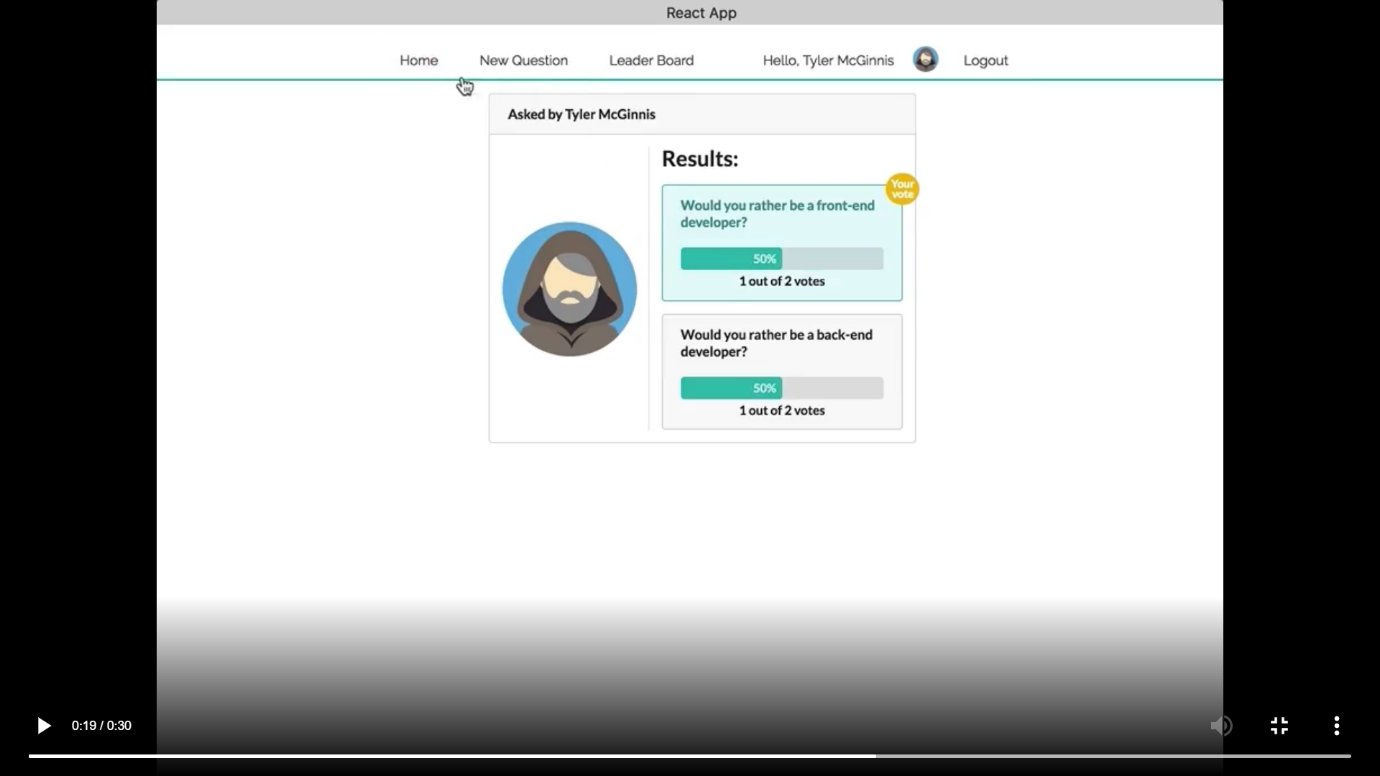 React App
Home New Question Leader Board Hello, Tyler McGinnis Logout
Asked by Tyler McGinnis
Results:
Your
vote
Would you rather be a front-end
developer?
50%
1 out of 2 votes
Would you rather be a back-end
developer?
50%
1 out of 2 votes
0:19 / 0:30